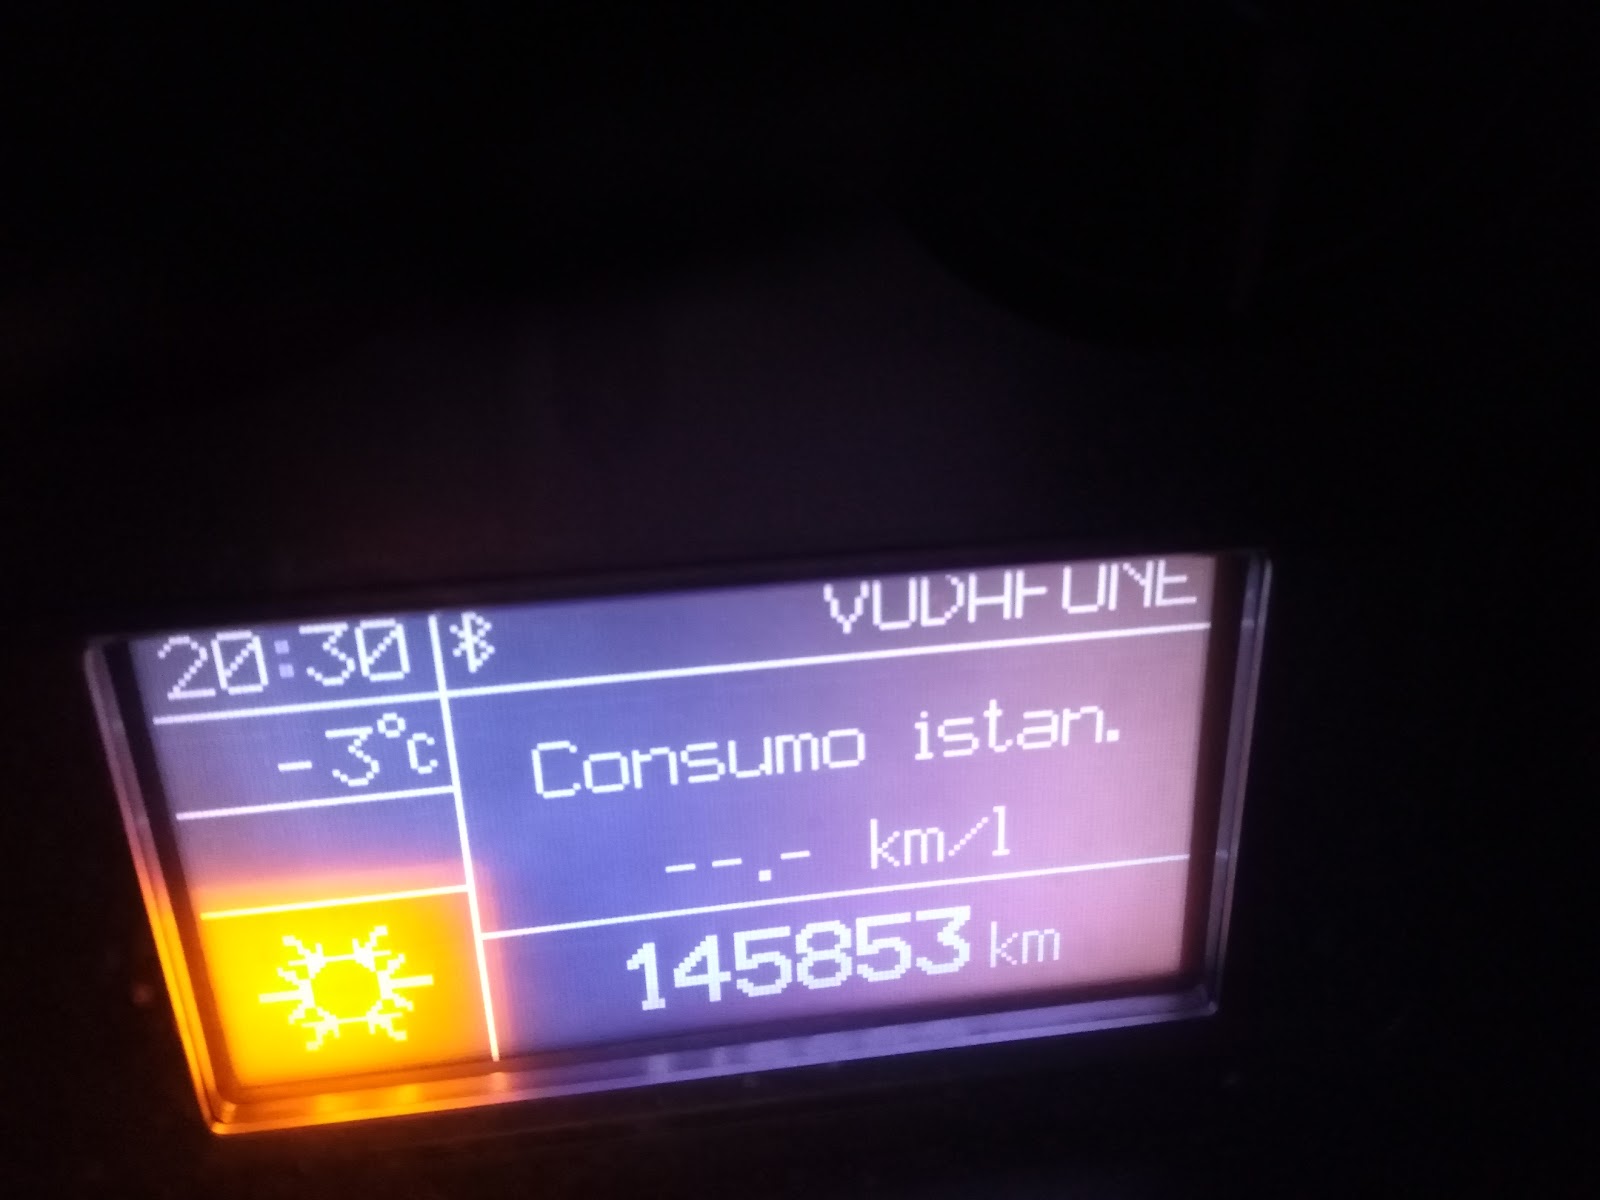 20:30 VODAFONE
-3°C
Consumo istan.
--.- km/l
145853 km